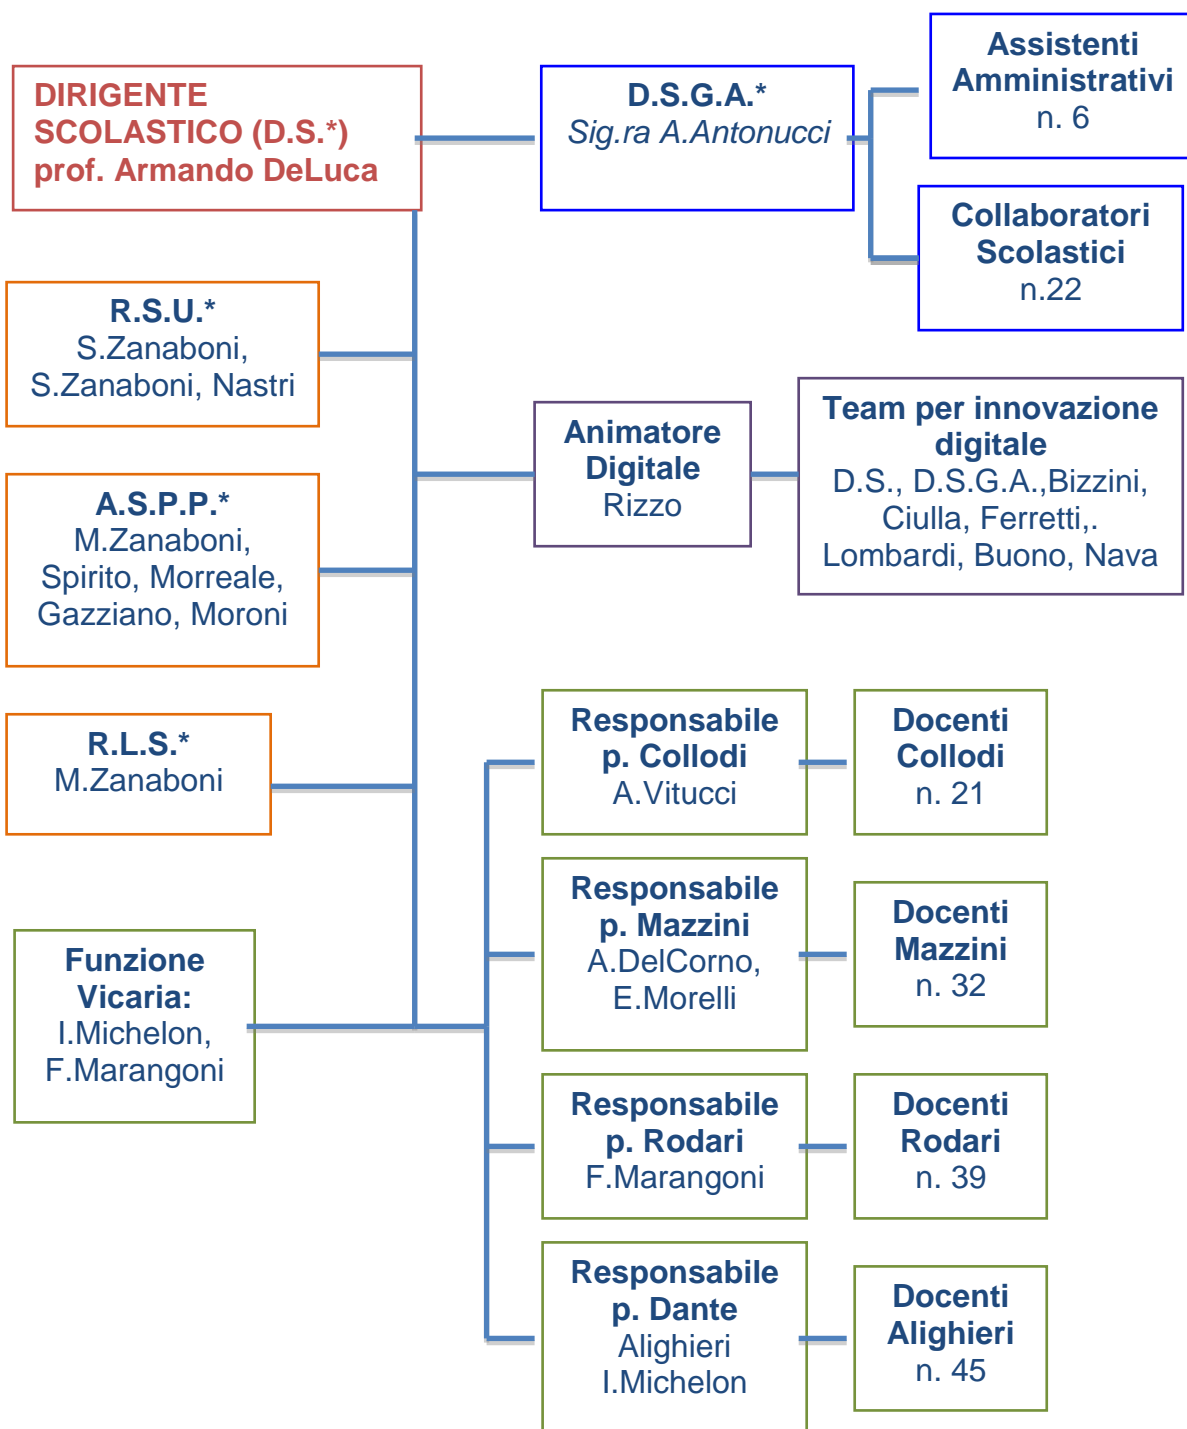 DIRIGENTE
SCOLASTICO (D.S.*)
prof. Armando DeLuca
D.S.G.A.*
Sig.ra A.Antonucci
Assistenti
Amministrativi
n. 6
Collaboratori
Scolastici
n.22
R.S.U.*
S.Zanaboni,
S.Zanaboni, Nastri
Animatore
Digitale
Rizzo
Team per innovazione
digitale
D.S., D.S.G.A.,Bizzini,
Ciulla, Ferretti,.
Lombardi, Buono, Nava
A.S.P.P.*
M.Zanaboni,
Spirito, Morreale,
Gazziano, Moroni
R.L.S.*
M.Zanaboni
Funzione
Vicaria:
I.Michelon,
F.Marangoni
Responsabile
p. Collodi
A.Vitucci
Docenti
Collodi
n. 21
Responsabile
p. Mazzini
A.DelCorno,
E.Morelli
Docenti
Mazzini
n. 32
Responsabile
p. Rodari
F.Marangoni
Docenti
Rodari
n. 39
Responsabile
p. Dante
Alighieri
I.Michelon
Docenti
Alighieri
n. 45